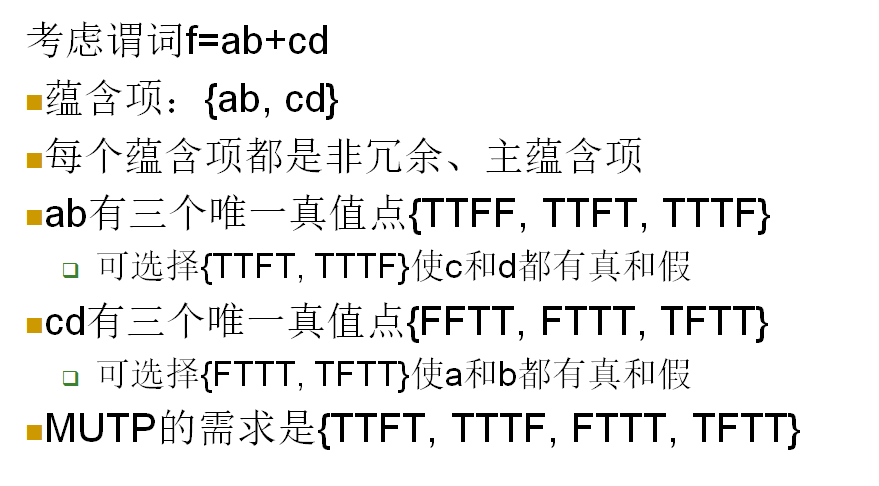 考虑谓词f=ab+cd
蕴含项：{ab, cd}
每个蕴含项都是非冗余、主蕴含项
ab有三个唯一真值点{TTFF, TTFT, TTTF}
可选择{TTFT, TTTF}使c和d都有真和假
cd有三个唯一真值点{FFTT, FTTT, TFTT}
可选择{FTTT, TFTT}使a和b都有真和假
MUTP的需求是{TTFT, TTTF, FTTT, TFTT}